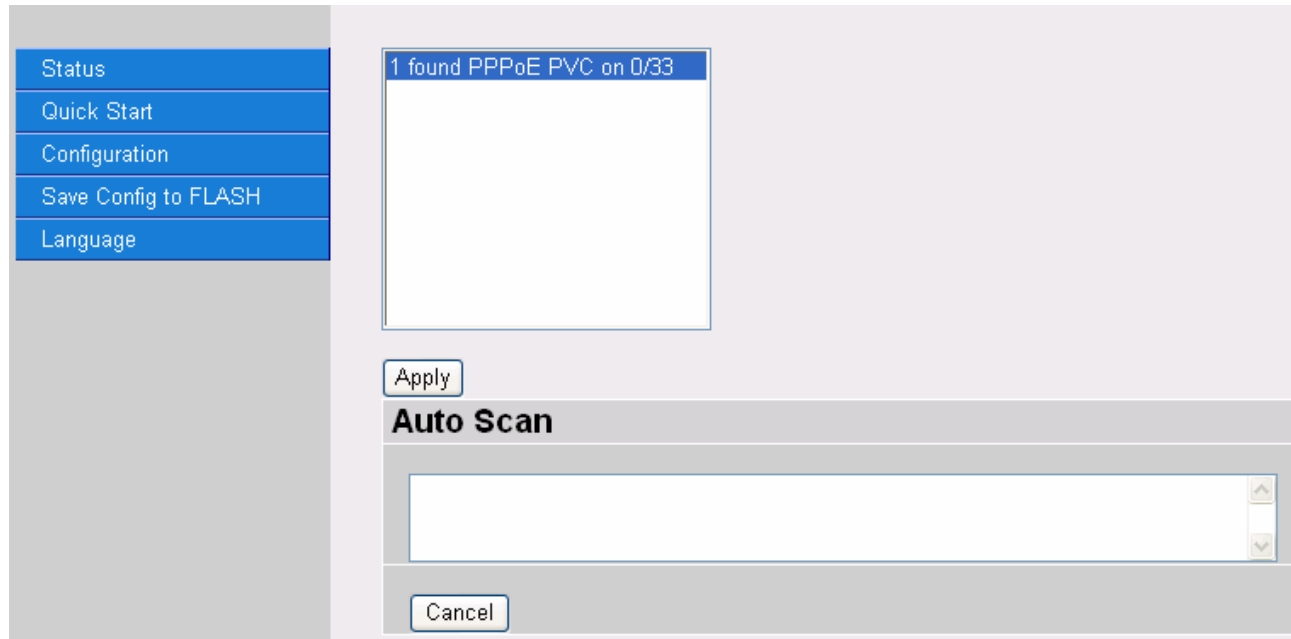 Status
Quick Start
Configuration
Save Config to FLASH
Language
1 found PPPoE PVC on 0/33
Apply
Auto Scan
Cancel